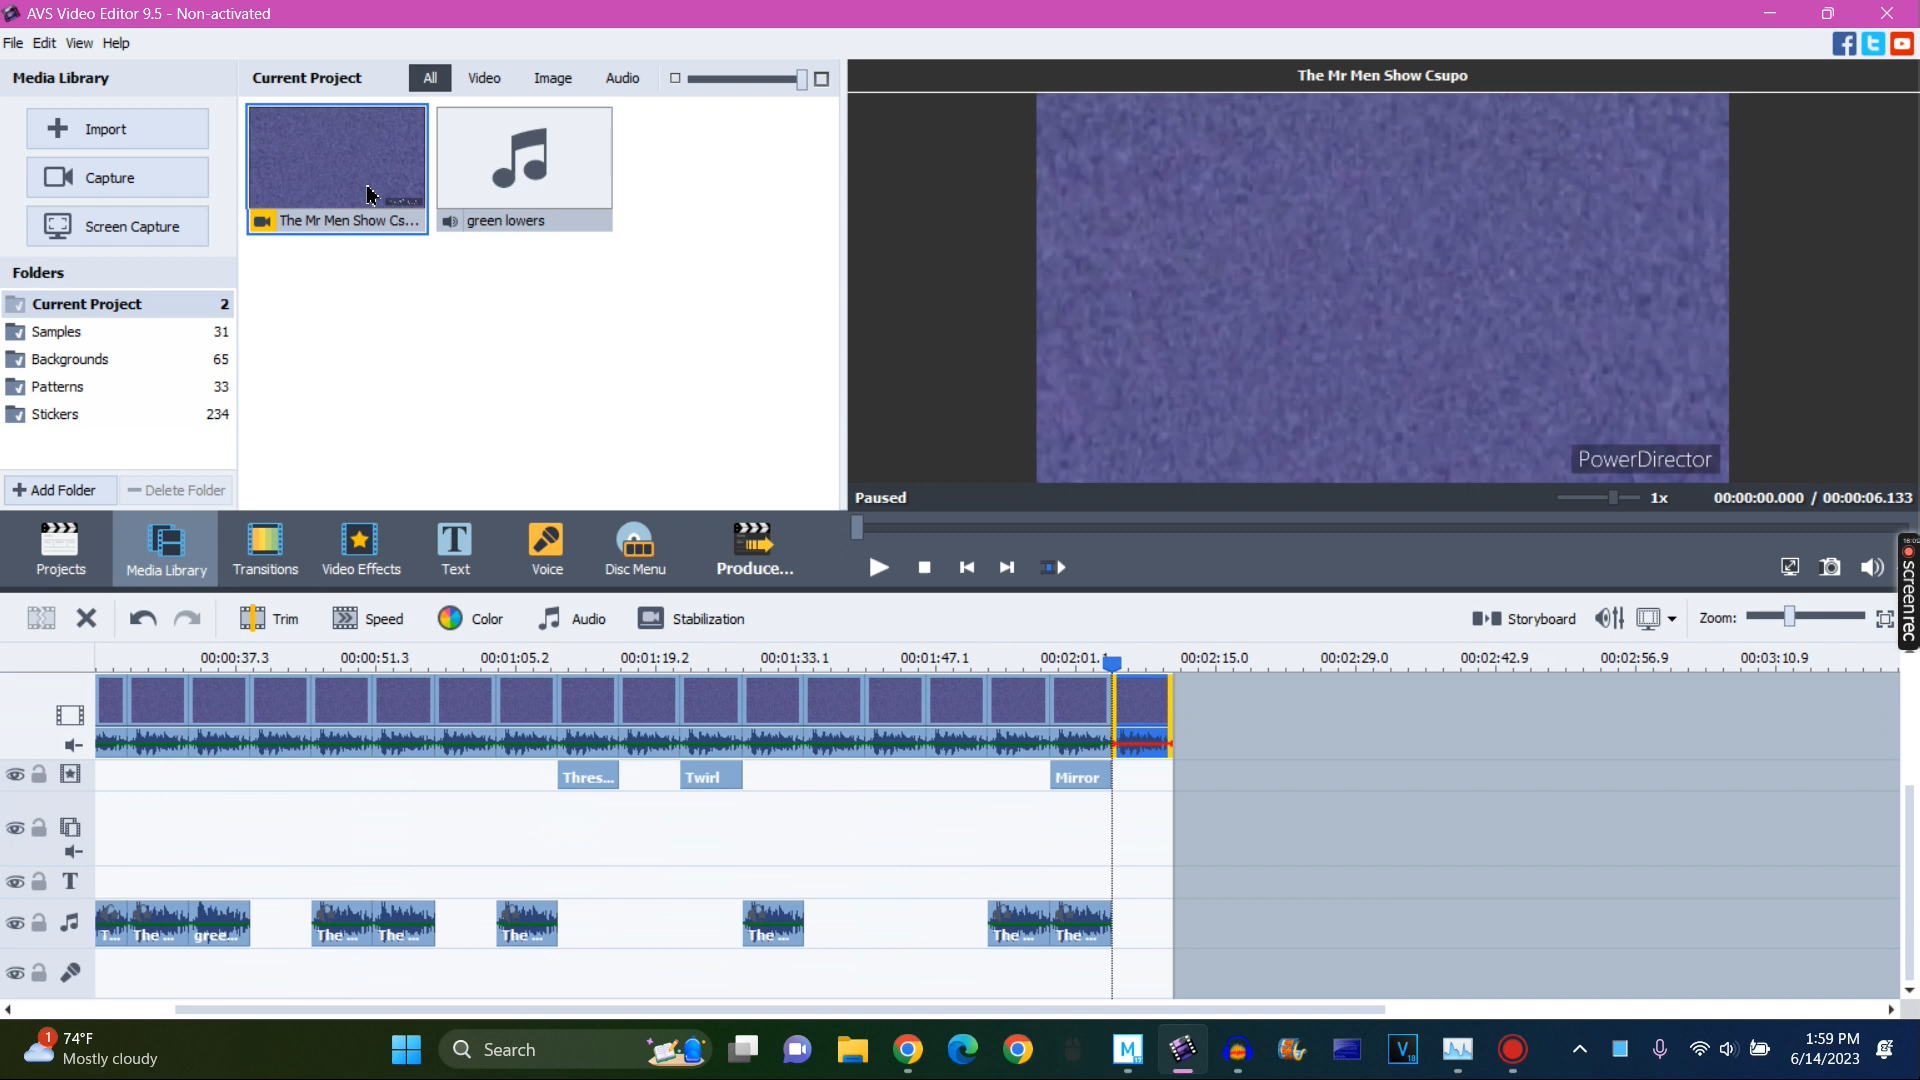 AVS Video Editor 9.5 - Non-activated
File Edit View Help
Media Library
Current Project All Video Image Audio
The Mr Men Show Csupo
Import
Capture
Screen Capture
The Mr Men Show Cs...
green lowers
Folders
Current Project 2
Samples 31
Backgrounds 65
Patterns 33
Stickers 234
Add Folder Delete Folder
PowerDirector
Paused 1x 00:00:00.000 / 00:00:06.133
Projects Media Library Transitions Video Effects Text Voice Disc Menu Produce...
screenrec
Trim Speed Color Audio Stabilization Storyboard Zoom:
00:00:37.3 00:00:51.3 00:01:05.2 00:01:19.2 00:01:33.1 00:01:47.1 00:02:01. 00:02:15.0 00:02:29.0 00:02:42.9 00:02:56.9 00:03:10.9
Thres... Twirl Mirror
T
T... The ... gree... The ... The ... The ... The ... The ... The ...
1 74°F
Mostly cloudy
Search
M
V
18
1:59 PM
6/14/2023